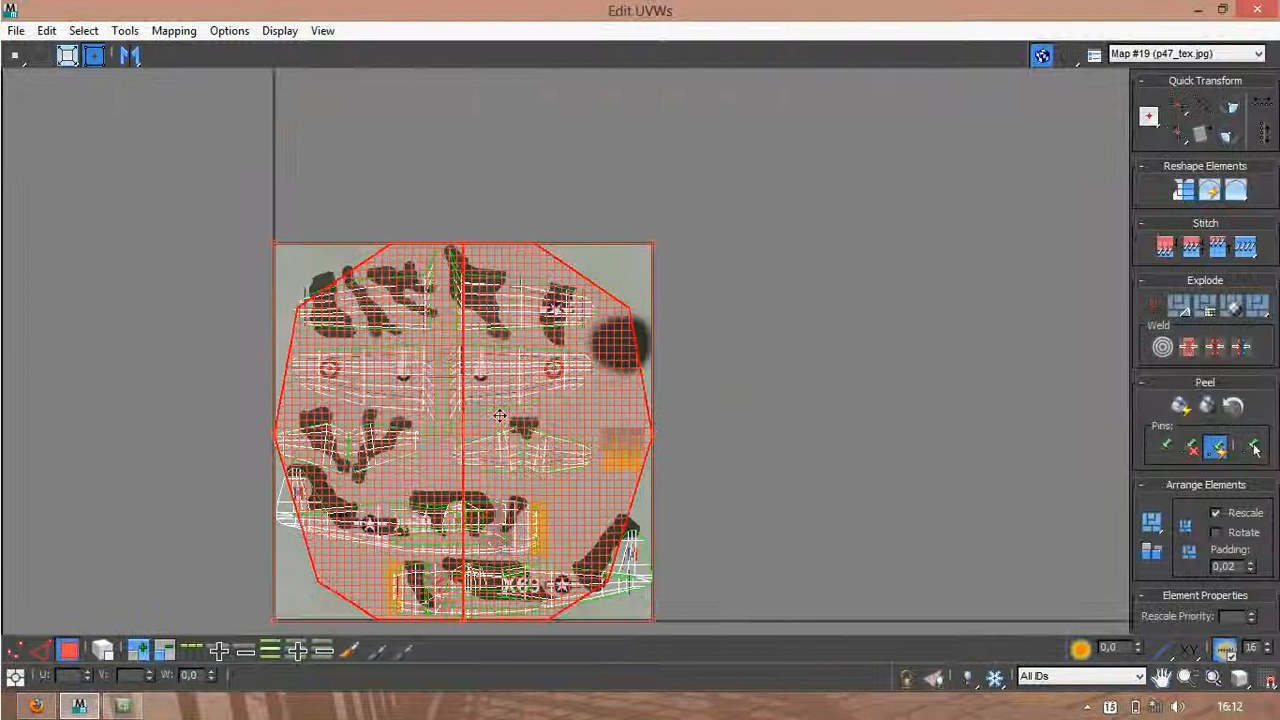 Edit UVWs
File Edit Select Tools Mapping Options Display View
Map #19 (p47_tex.jpg)
Quick Transform
Reshape Elements
Stitch
Explode
Weld
Peel
Pins:
Arrange Elements
Rescale
Rotate
Padding:
0,02
Element Properties
Rescale Priority:
0,0 XY 16
U: V: W: 0,0 All IDs
15 16:12